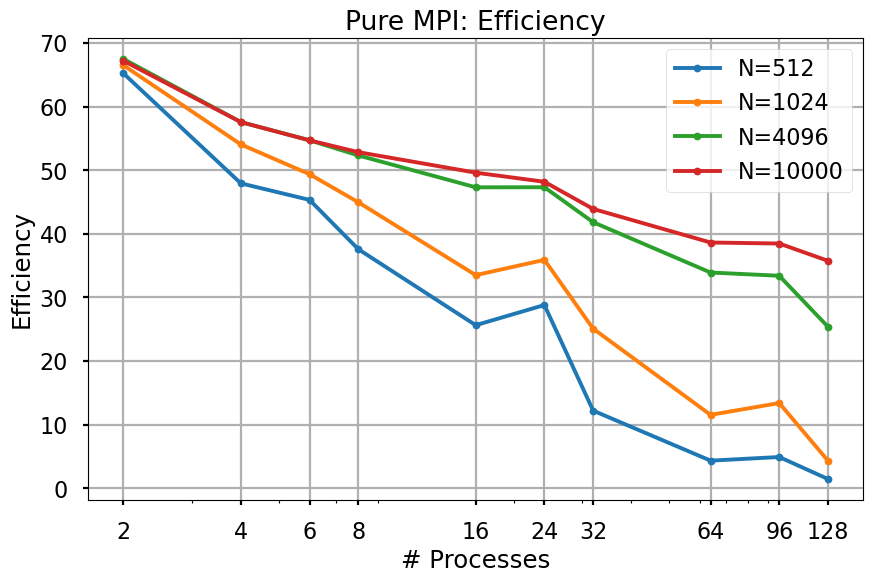 Pure MPI: Efficiency
70
60
50
40
30
20
10
0
Efficiency
N=512
N=1024
N=4096
N=10000
2 4 6 8 16 24 32 64 96 128
# Processes